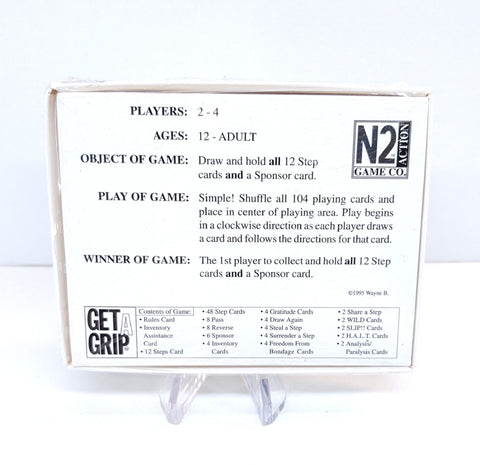 PLAYERS: 2 - 4
AGES: 12 - ADULT
N2
ACTION
GAME CO.
OBJECT OF GAME: Draw and hold all 12 Step
cards and a Sponsor card.
PLAY OF GAME: Simple! Shuffle all 104 playing cards and
place in center of playing area. Play begins
in a clockwise direction as each player draws
a card and follows the directions for that card.
WINNER OF GAME: The 1st player to collect and hold all 12 Step
cards and a Sponsor card.
©1995 Wayne B.
GET A
GRIP
Contents of Game:
• Rules Card
• Inventory
Assistance
Card
• 12 Steps Card
• 48 Step Cards
• 8 Pass
• 8 Reverse
• 6 Sponsor
• 4 Inventory
Cards
• 4 Gratitude Cards
• 4 Draw Again
• 4 Steal a Step
• 4 Surrender a Step
• 4 Freedom From
Bondage Cards
• 2 Share a Step
• 2 WILD Cards
• 2 SLIP!! Cards
• 2 H.A.L.T. Cards
• 2 Analysis/
Paralysis Cards